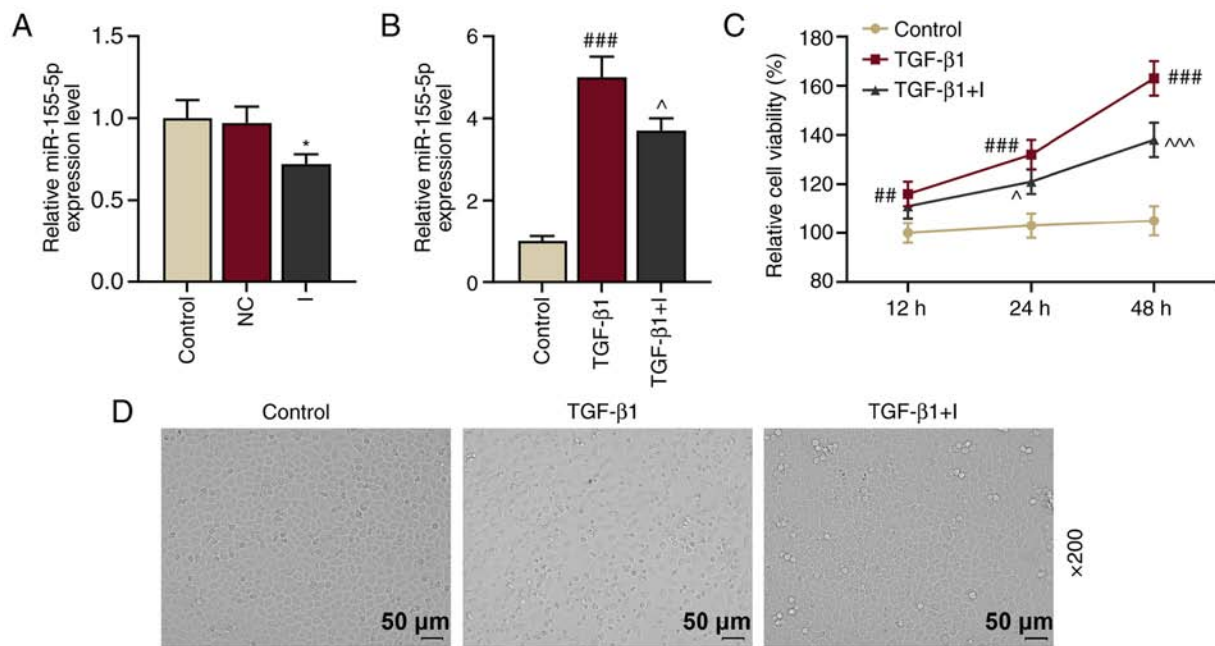 A
Relative miR-155-5p
expression level
1.5
1.0
0.5
0.0
*
Control
NC
I
B
Relative miR-155-5p
expression level
6
4
2
0
###
^
Control
TGF-β1
TGF-β1+I
C
Relative cell viability (%)
180
160
140
120
100
80
Control
TGF-β1
TGF-β1+I
##
###
^
###
^^^
12 h
24 h
48 h
D
Control
TGF-β1
TGF-β1+I
50 µm
50 µm
50 µm
×200